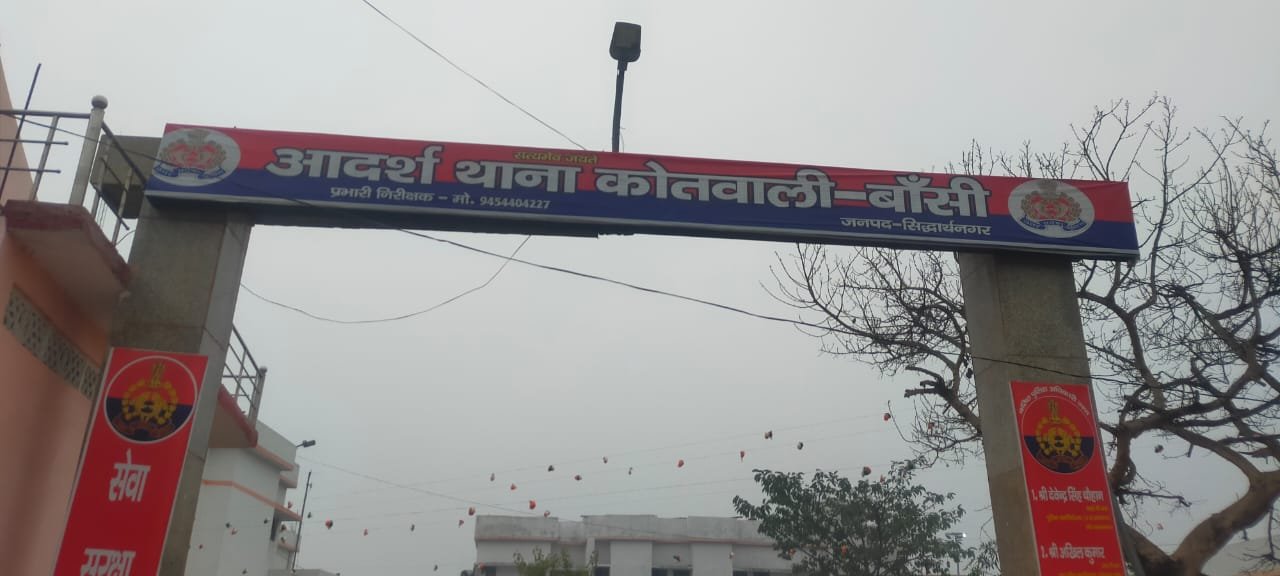 सत्यमेव जयते
आदर्श थाना कोतवाली-बाँसी
प्रभारी निरीक्षक - मो. 9454404227
जनपद-सिद्धार्थनगर
सेवा
सुरक्षा
1. श्री देवेन्द्र सिंह चौहान
2. श्री अखिल कुमार